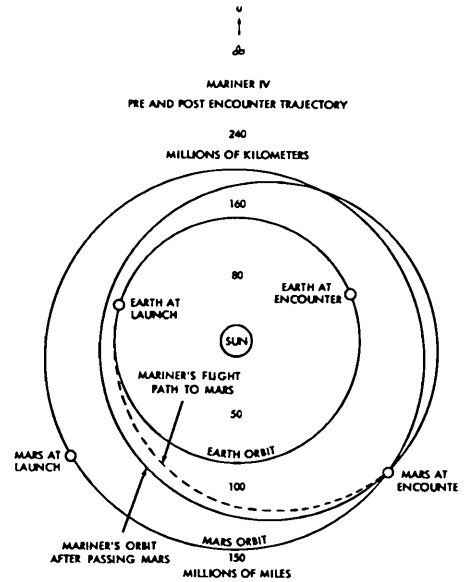 MARINER IV
PRE AND POST ENCOUNTER TRAJECTORY
240
MILLIONS OF KILOMETERS
160
80
EARTH AT
ENCOUNTER
EARTH AT
LAUNCH
SUN
MARINER'S FLIGHT
PATH TO MARS
50
EARTH ORBIT
MARS AT
LAUNCH
100
MARS AT
ENCOUNTE
MARS ORBIT
MARINER'S ORBIT
AFTER PASSING MARS
150
MILLIONS OF MILES